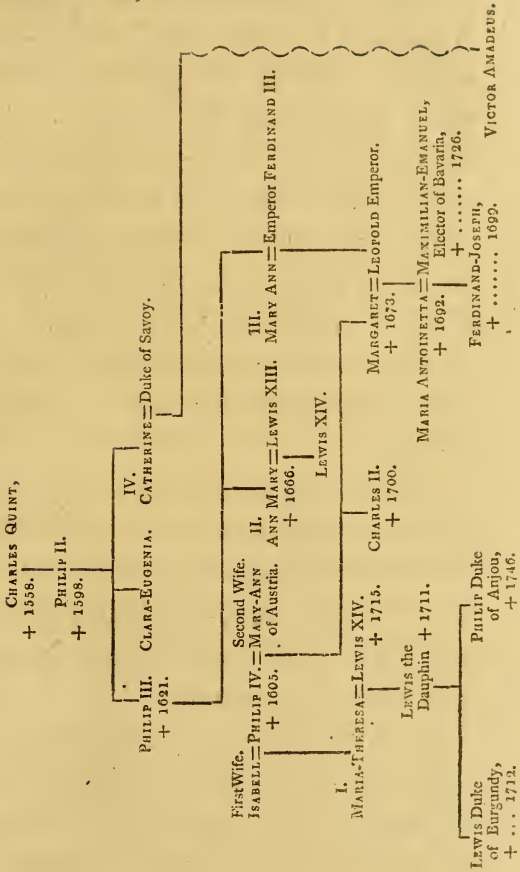 CHARLES QUINT,
+ 1558.
PHILIP II.
+ 1598.
IV.
PHILIP III. CLARA-EUGENIA. CATHERINE=Duke of Savoy.
+ 1621.
First Wife. Second Wife. II. III.
ISABELL=PHILIP IV.=MARY-ANN ANN MARY=LEWIS XIII. MARY ANN=Emperor FERDINAND III.
+ 1605. of Austria. + 1666.
LEWIS XIV.
I.
MARIA-THERESA=LEWIS XIV. CHARLES II. MARGARET=LEOPOLD Emperor.
+ 1715. + 1700. + 1673.
LEWIS the
Dauphin + 1711.
MARIA ANTOINETTA=MAXIMILIAN-EMANUEL,
+ 1692. Elector of Bavaria,
+ ........ 1726.
LEWIS Duke PHILIP Duke FERDINAND-JOSEPH, VICTOR AMADEUS.
of Burgundy, of Anjou, + ....... 1699.
+ ... 1712. + 1746.